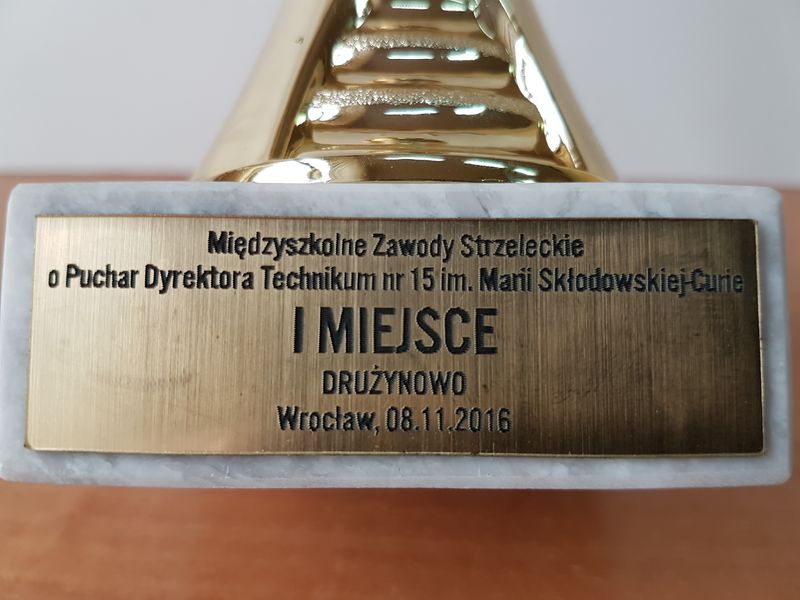 Międzyszkolne Zawody Strzeleckie
o Puchar Dyrektora Technikum nr 15 im. Marii Skłodowskiej-Curie
I MIEJSCE
DRUŻYNOWO
Wrocław, 08.11.2016